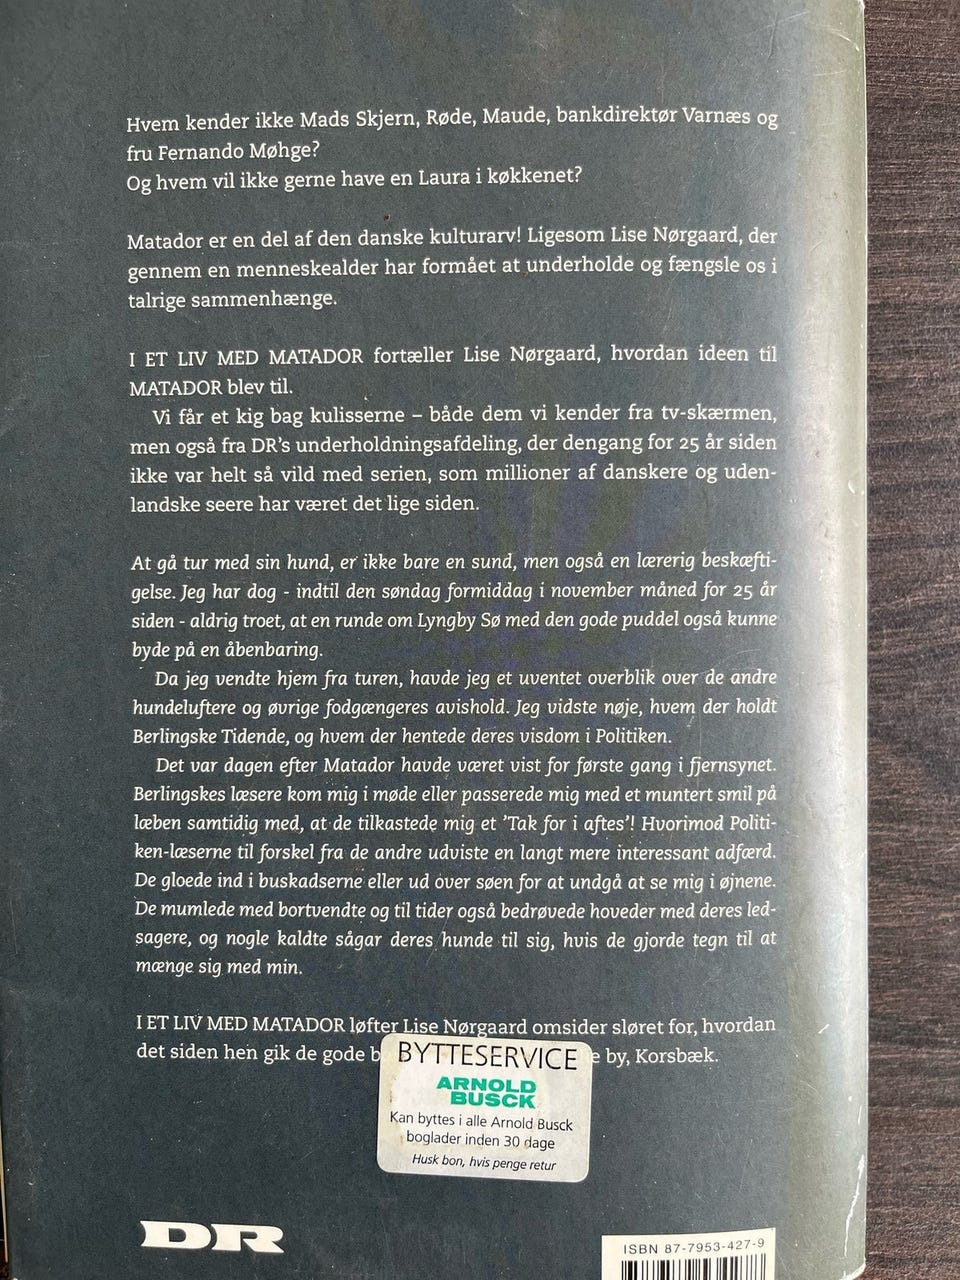 Hvem kender ikke Mads Skjern, Røde, Maude, bankdirektør Varnæs og
fru Fernando Møhge?
Og hvem vil ikke gerne have en Laura i køkkenet?
Matador er en del af den danske kulturarv! Ligesom Lise Nørgaard, der
gennem en menneskealder har formået at underholde og fængsle os i
talrige sammenhænge.
I ET LIV MED MATADOR fortæller Lise Nørgaard, hvordan ideen til
MATADOR blev til.
Vi får et kig bag kulisserne – både dem vi kender fra tv-skærmen,
men også fra DR's underholdningsafdeling, der dengang for 25 år siden
ikke var helt så vild med serien, som millioner af danskere og uden-
landske seere har været det lige siden.
At gå tur med sin hund, er ikke bare en sund, men også en lærerig beskæfti-
gelse. Jeg har dog - indtil den søndag formiddag i november måned for 25 år
siden - aldrig troet, at en runde om Lyngby Sø med den gode puddel også kunne
byde på en åbenbaring.
Da jeg vendte hjem fra turen, havde jeg et uventet overblik over de andre
hundeluftere og øvrige fodgængeres avishold. Jeg vidste nøje, hvem der holdt
Berlingske Tidende, og hvem der hentede deres visdom i Politiken.
Det var dagen efter Matador havde været vist for første gang i fjernsynet.
Berlingskes læsere kom mig i møde eller passerede mig med et muntert smil på
læben samtidig med, at de tilkastede mig et 'Tak for i aftes'! Hvorimod Politi-
ken-læserne til forskel fra de andre udviste en langt mere interessant adfærd.
De gloede ind i buskadserne eller ud over søen for at undgå at se mig i øjnene.
De mumlede med bortvendte og til tider også bedrøvede hoveder med deres led-
sagere, og nogle kaldte sågar deres hunde til sig, hvis de gjorde tegn til at
mænge sig med min.
I ET LIV MED MATADOR løfter Lise Nørgaard omsider sløret for, hvordan
det siden hen gik de gode by, Korsbæk.
BYTTESERVICE
ARNOLD
BUSCK
Kan byttes i alle Arnold Busck
boglader inden 30 dage
Husk bon, hvis penge retur
DR
ISBN 87-7953-427-9